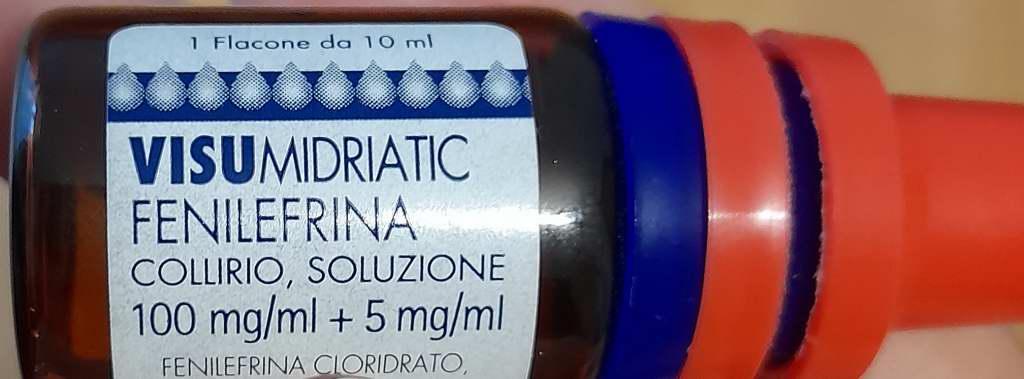 1 Flacone da 10 ml
VISUMIDRIATIC
FENILEFRINA
COLLIRIO, SOLUZIONE
100 mg/ml + 5 mg/ml
FENILEFRINA CLORIDRATO,